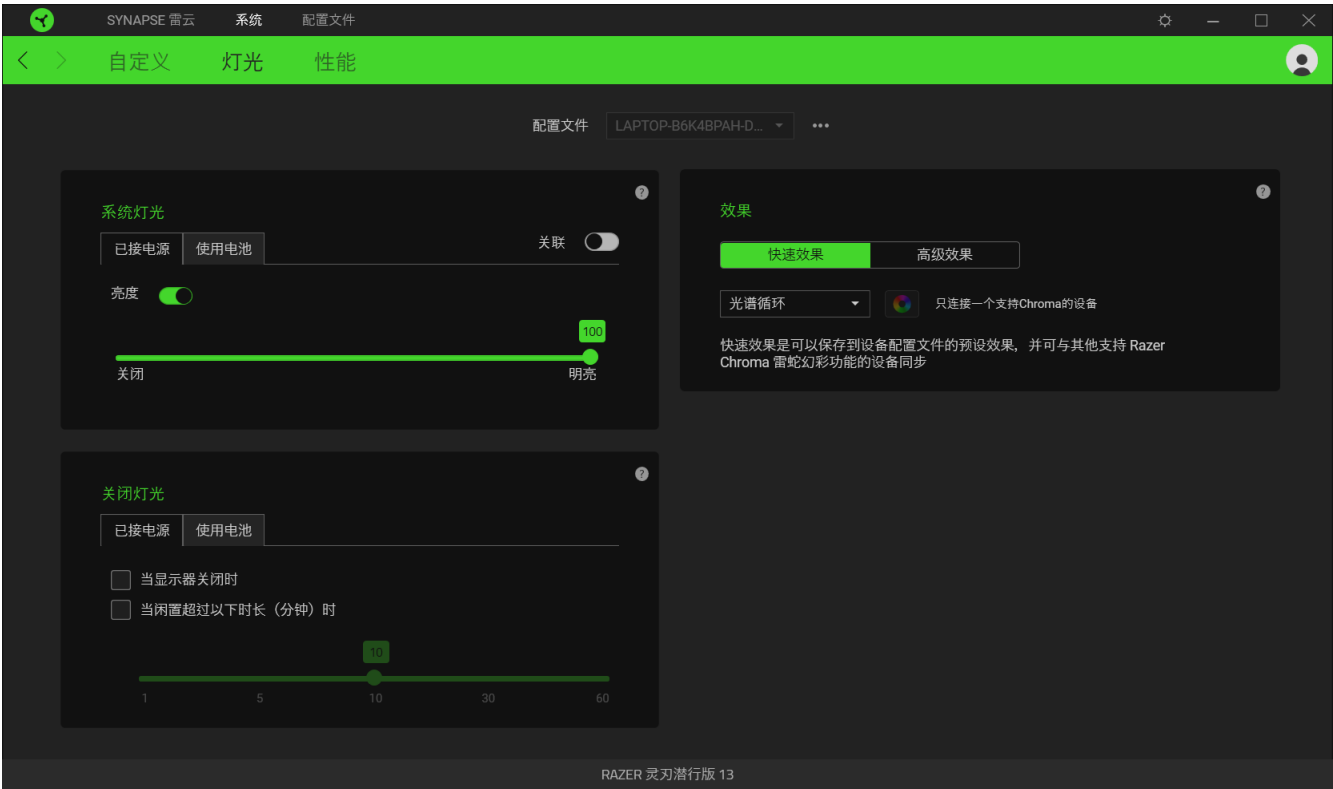 SYNAPSE 雷云 系统 配置文件
自定义 灯光 性能
配置文件 LAPTOP-B6K4BPAH-D...
系统灯光
已接电源 使用电池 关联
亮度
100
关闭 明亮
效果
快速效果 高级效果
光谱循环 只连接一个支持Chroma的设备
快速效果是可以保存到设备配置文件的预设效果，并可与其他支持 Razer
Chroma 雷蛇幻彩功能的设备同步
关闭灯光
已接电源 使用电池
当显示器关闭时
当闲置超过以下时长（分钟）时
10
1 5 10 30 60
RAZER 灵刃潜行版 13